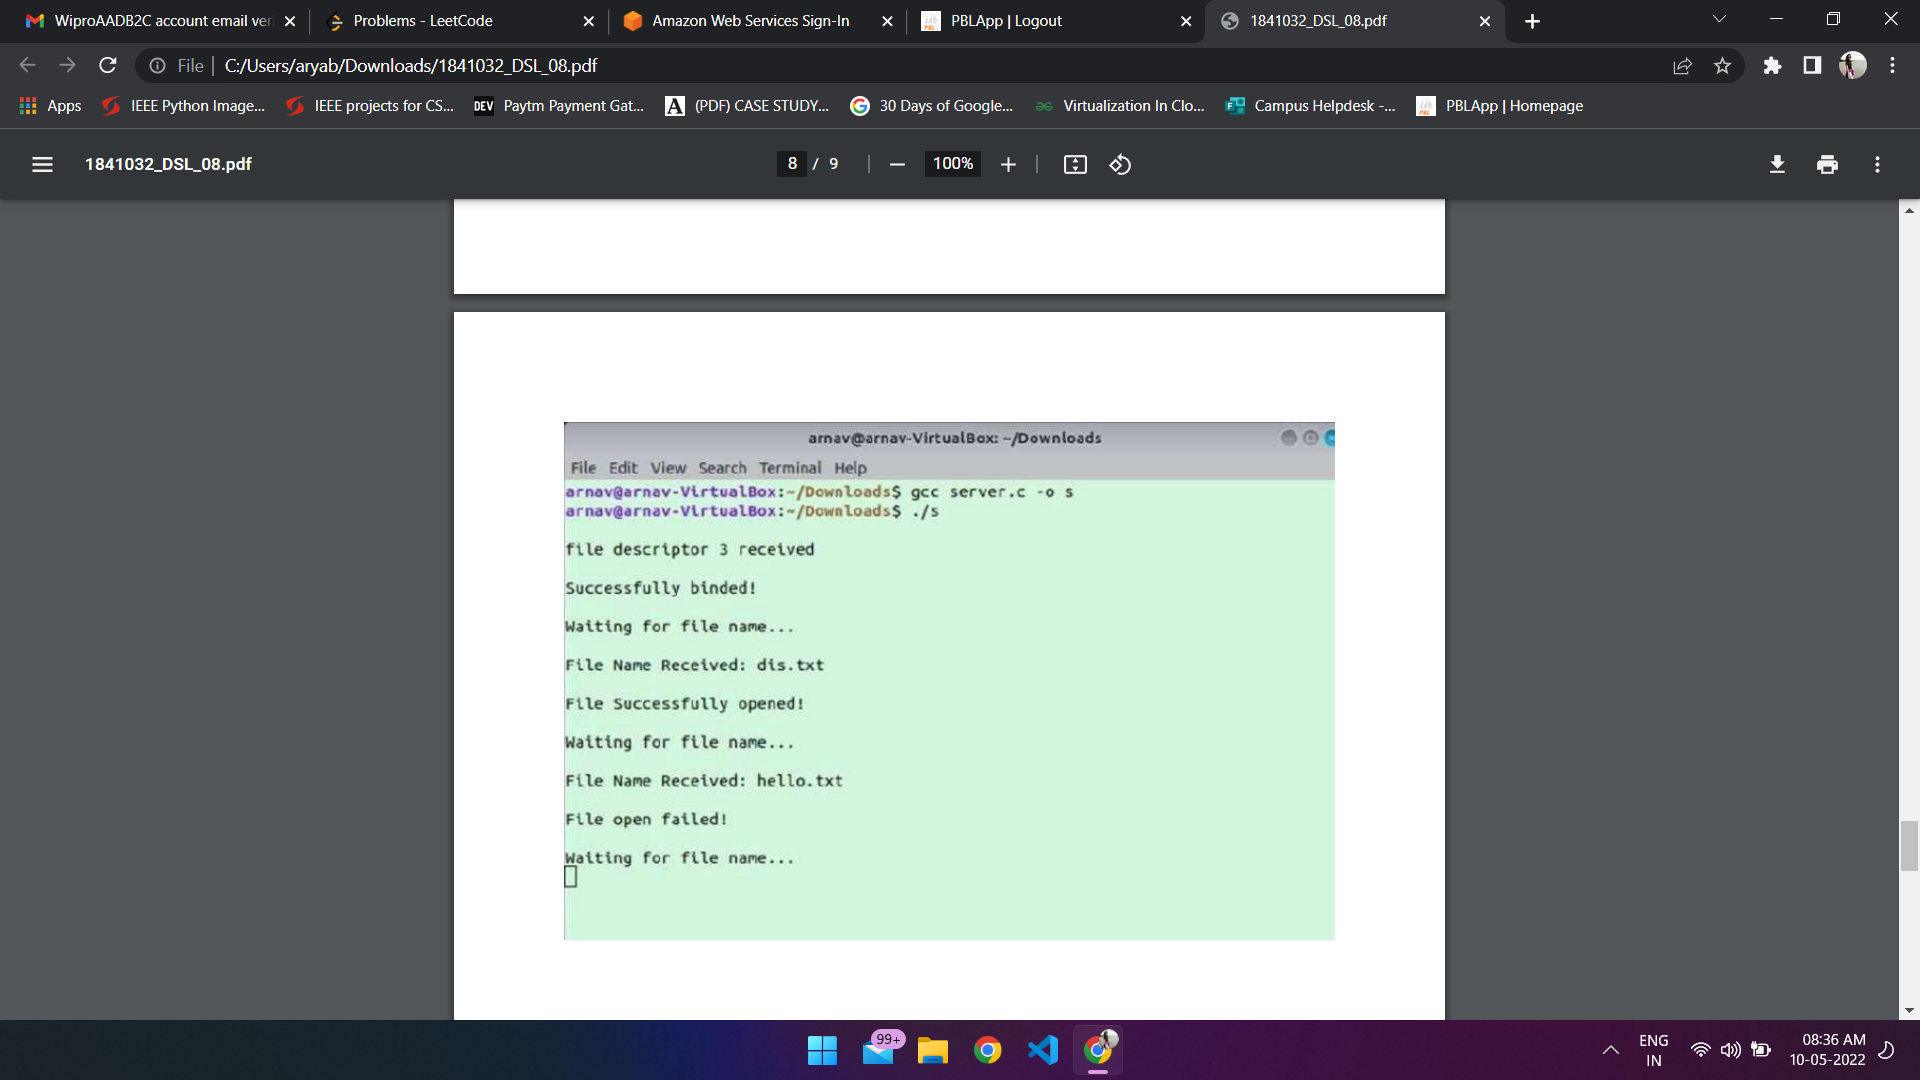 WiproAADB2C account email ver
Problems - LeetCode
Amazon Web Services Sign-In
PBLApp | Logout
1841032_DSL_08.pdf
File
C:/Users/aryab/Downloads/1841032_DSL_08.pdf
Apps
IEEE Python Image...
IEEE projects for CS...
DEV
Paytm Payment Gat...
A
(PDF) CASE STUDY...
30 Days of Google...
Virtualization In Clo...
Campus Helpdesk -...
PBLApp | Homepage
1841032_DSL_08.pdf
8 / 9
100%
arnav@arnav-VirtualBox: ~/Downloads
File Edit View Search Terminal Help
arnav@arnav-VirtualBox:~/Downloads$ gcc server.c -o s
arnav@arnav-VirtualBox:~/Downloads$ ./s
file descriptor 3 received
Successfully binded!
Waiting for file name...
File Name Received: dis.txt
File Successfully opened!
Waiting for file name...
File Name Received: hello.txt
File open failed!
Waiting for file name...
99+
ENG
IN
08:36 AM
10-05-2022